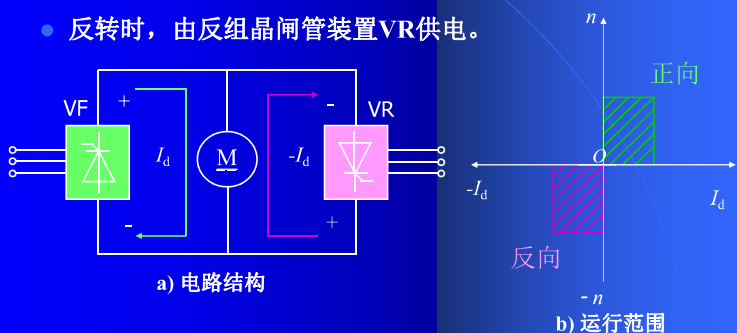 反转时，由反组晶闸管装置VR供电。
n
正向
VF
+
-
VR
Id
M
-Id
O
-
+
-Id
Id
反向
a) 电路结构
- n
b) 运行范围